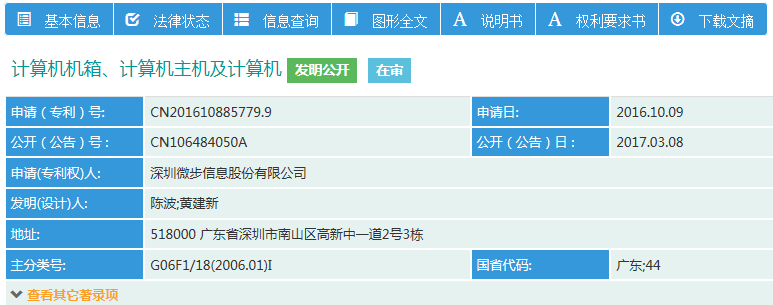 基本信息 法律状态 信息查询 图形全文 说明书 权利要求书 下载文摘
计算机机箱、计算机主机及计算机 发明公开 在审
申请（专利）号: CN201610885779.9 申请日: 2016.10.09
公开（公告）号： CN106484050A 公开（公告）日： 2017.03.08
申请(专利权)人: 深圳微步信息股份有限公司
发明(设计)人: 陈波;黄建新
地址: 518000 广东省深圳市南山区高新中一道2号3栋
主分类号: G06F1/18(2006.01)I 国省代码: 广东;44
查看其它著录项